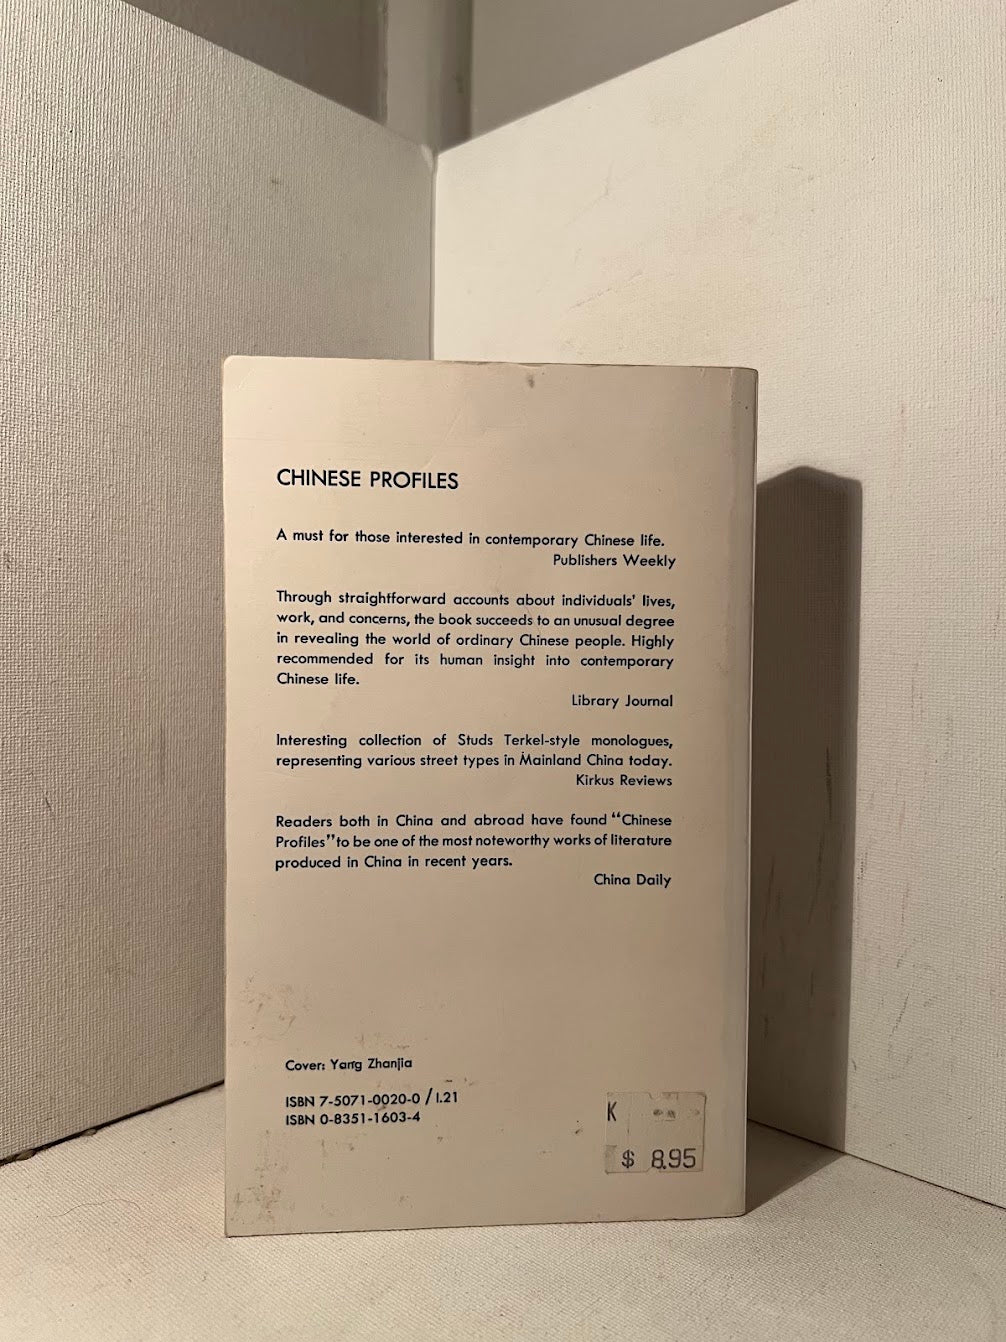 CHINESE PROFILES
A must for those interested in contemporary Chinese life.
Publishers Weekly
Through straightforward accounts about individuals' lives,
work, and concerns, the book succeeds to an unusual degree
in revealing the world of ordinary Chinese people. Highly
recommended for its human insight into contemporary
Chinese life.
Library Journal
Interesting collection of Studs Terkel-style monologues,
representing various street types in Mainland China today.
Kirkus Reviews
Readers both in China and abroad have found “Chinese
Profiles” to be one of the most noteworthy works of literature
produced in China in recent years.
China Daily
Cover: Yang Zhanjia
ISBN 7-5071-0020-0 / I.21
ISBN 0-8351-1603-4
K
$ 8.95